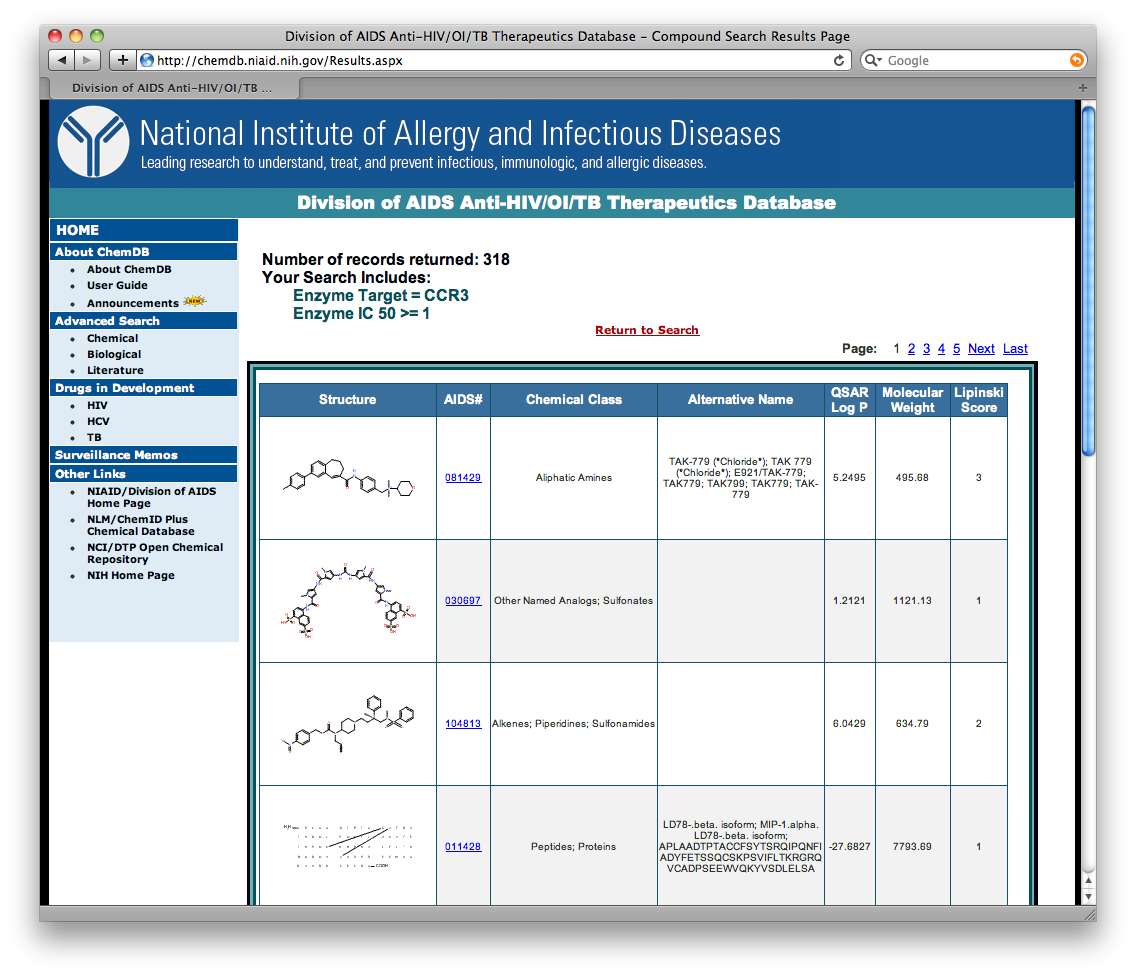 Division of AIDS Anti-HIV/OI/TB Therapeutics Database – Compound Search Results Page
http://chemdb.niaid.nih.gov/Results.aspx
Google
Division of AIDS Anti-HIV/OI/TB ...
National Institute of Allergy and Infectious Diseases
Leading research to understand, treat, and prevent infectious, immunologic, and allergic diseases.
Division of AIDS Anti-HIV/OI/TB Therapeutics Database
HOME
About ChemDB
About ChemDB
User Guide
Announcements NEW
Advanced Search
Chemical
Biological
Literature
Drugs in Development
HIV
HCV
TB
Surveillance Memos
Other Links
NIAID/Division of AIDS
Home Page
NLM/ChemID Plus
Chemical Database
NCI/DTP Open Chemical
Repository
NIH Home Page
Number of records returned: 318
Your Search Includes:
Enzyme Target = CCR3
Enzyme IC 50 >= 1
Return to Search
Page: 1 2 3 4 5 Next Last
Structure AIDS# Chemical Class Alternative Name QSAR Log P Molecular Weight Lipinski Score
081429 Aliphatic Amines
TAK-779 ("Chloride"); TAK 779
("Chloride"); E921/TAK-779;
TAK779; TAK799; TAK779; TAK-
779
5.2495 495.68 3
030697 Other Named Analogs; Sulfonates 1.2121 1121.13 1
104813 Alkenes; Piperidines; Sulfonamides 6.0429 634.79 2
011428 Peptides; Proteins
LD78-.beta. isoform; MIP-1.alpha.
LD78-.beta. isoform;
APLAADTPTACCFSYTSRQIPQNFI
ADYFETSSQCSKPSVIFLTKRGRQ
VCADPSEEWVQKYVSDLELSA
-27.6827 7793.69 1